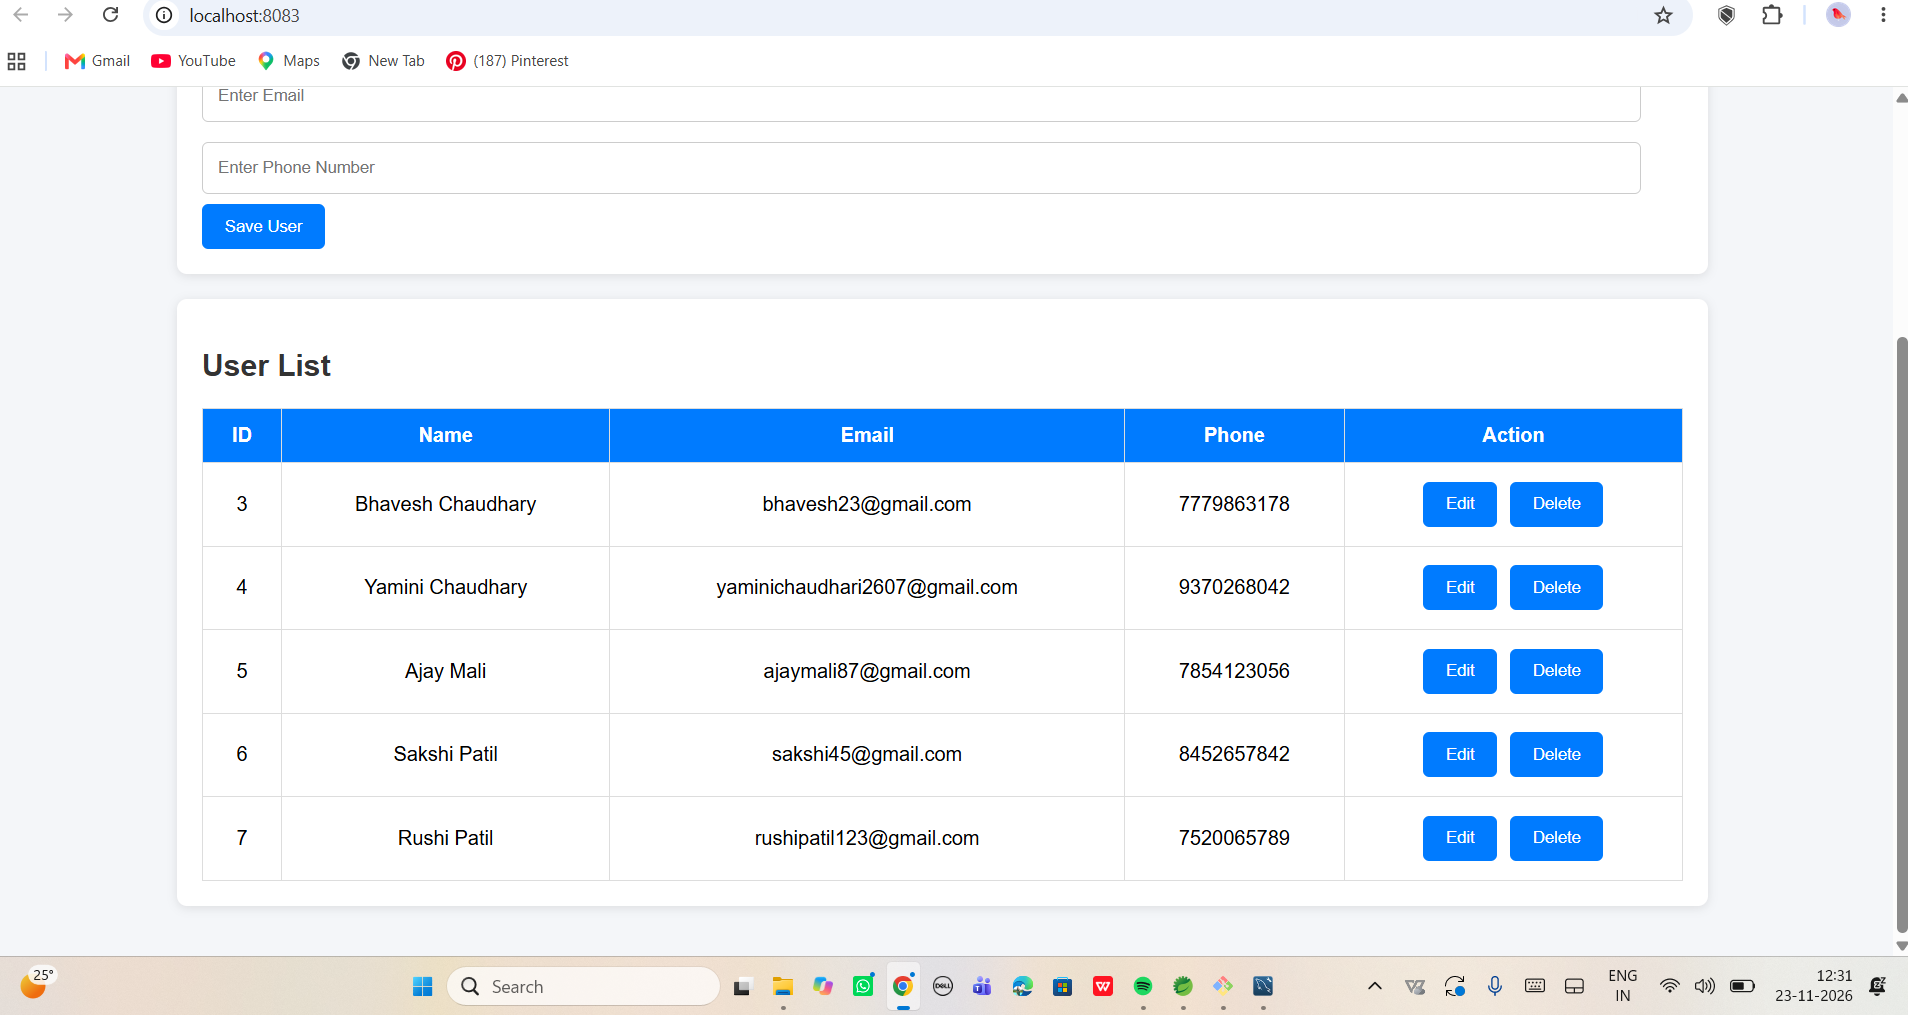 localhost:8083
Gmail YouTube Maps New Tab (187) Pinterest
Enter Email
Enter Phone Number
Save User
User List
ID Name Email Phone Action
3 Bhavesh Chaudhary bhavesh23@gmail.com 7779863178 Edit Delete
4 Yamini Chaudhary yaminichaudhari2607@gmail.com 9370268042 Edit Delete
5 Ajay Mali ajaymali87@gmail.com 7854123056 Edit Delete
6 Sakshi Patil sakshi45@gmail.com 8452657842 Edit Delete
7 Rushi Patil rushipatil123@gmail.com 7520065789 Edit Delete
25°
Search
DELL
ENG
IN
12:31
23-11-2026